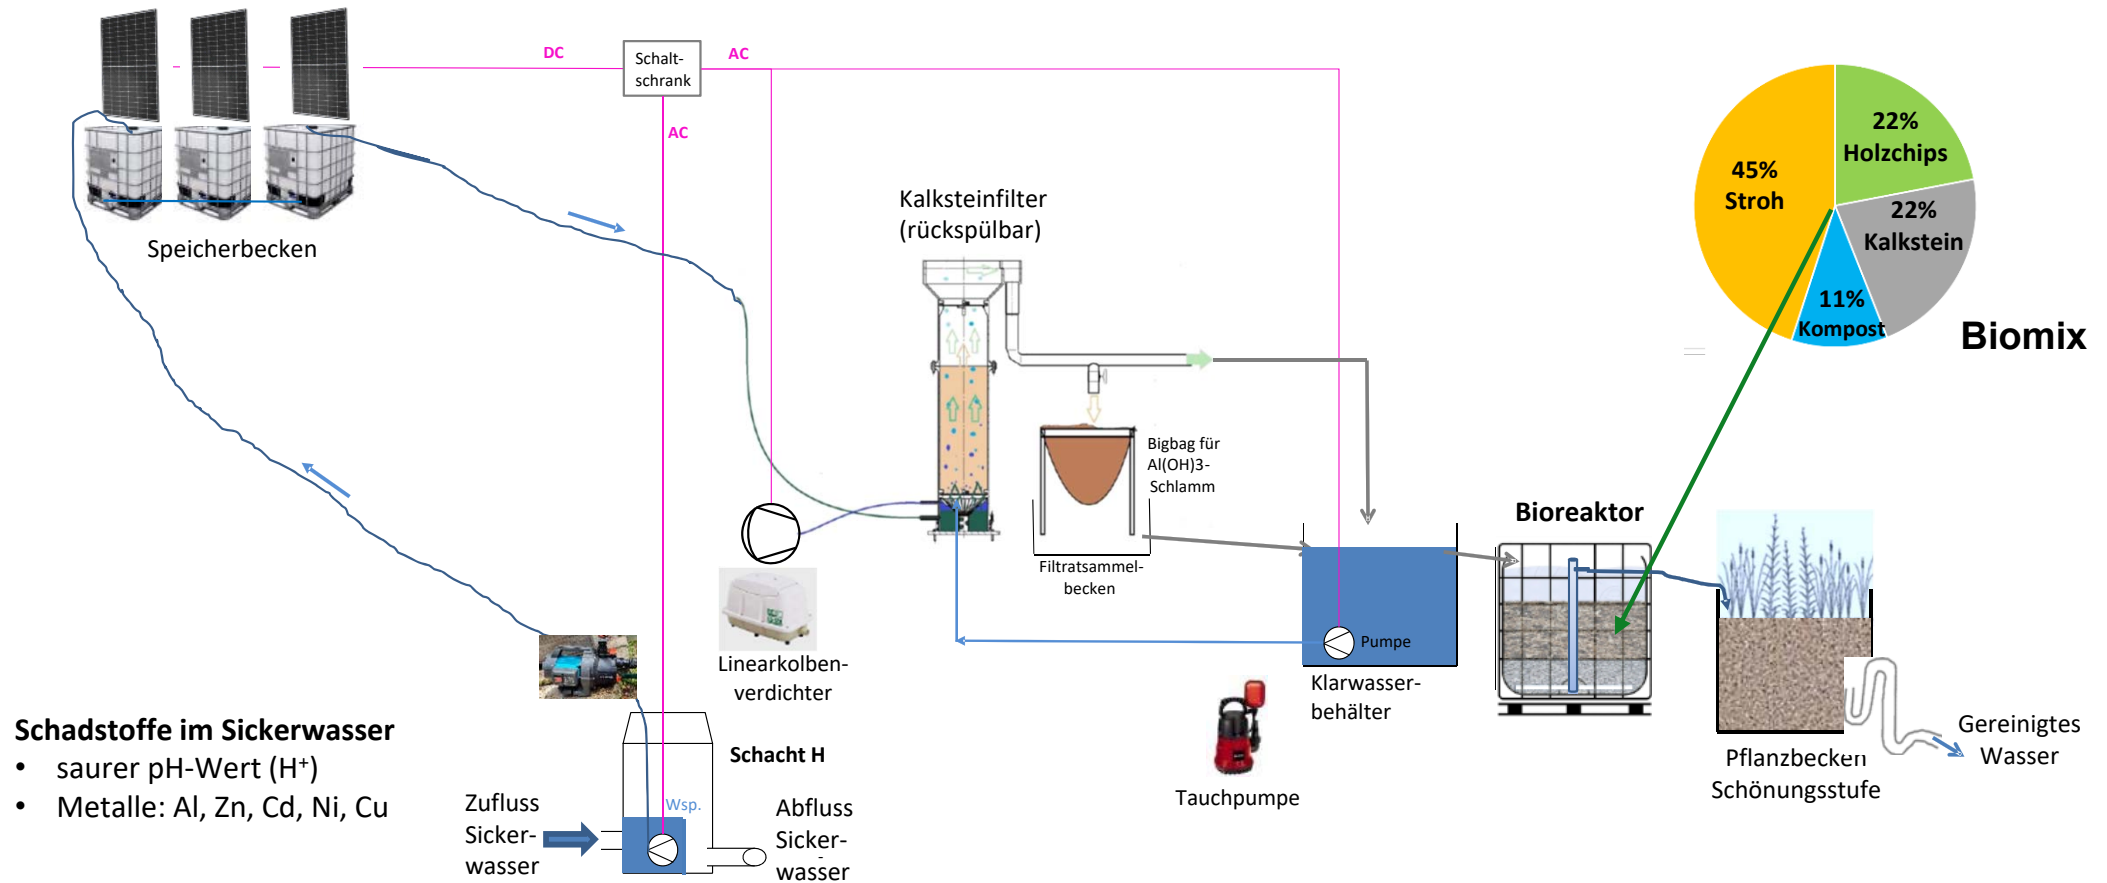 DC
Schalt-
schrank
AC
AC
Speicherbecken
Kalksteinfilter
(rückspülbar)
22%
Holzchips
45%
Stroh
22%
Kalkstein
11%
Kompost
Biomix
Bigbag für
Al(OH)3-
Schlamm
Filtratsammel-
becken
Bioreaktor
Pumpe
Klarwasser-
behälter
Linearkolben-
verdichter
Tauchpumpe
Schadstoffe im Sickerwasser
• saurer pH-Wert (H⁺)
• Metalle: Al, Zn, Cd, Ni, Cu
Schacht H
Wsp.
Zufluss
Sicker-
wasser
Abfluss
Sicker-
wasser
Pflanzbecken
Schönungsstufe
Gereinigtes
Wasser